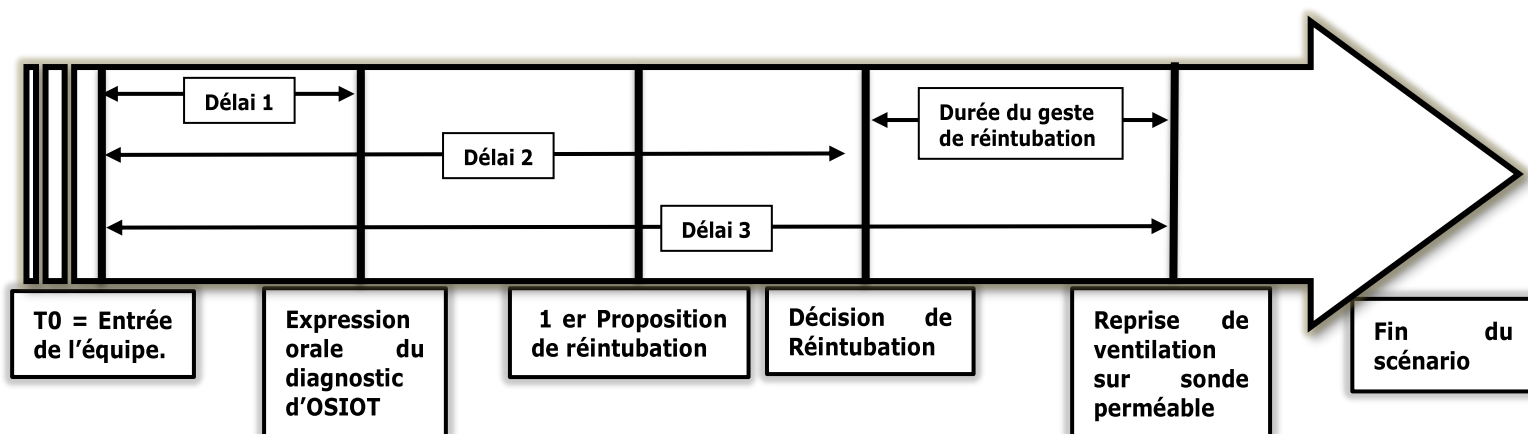 Délai 1
Durée du geste
de réintubation
Délai 2
Délai 3
T0 = Entrée
de l’équipe.
Expression
orale du
diagnostic
d’OSIOT
1 er Proposition
de réintubation
Décision de
Réintubation
Reprise de
ventilation
sur sonde
perméable
Fin du
scénario